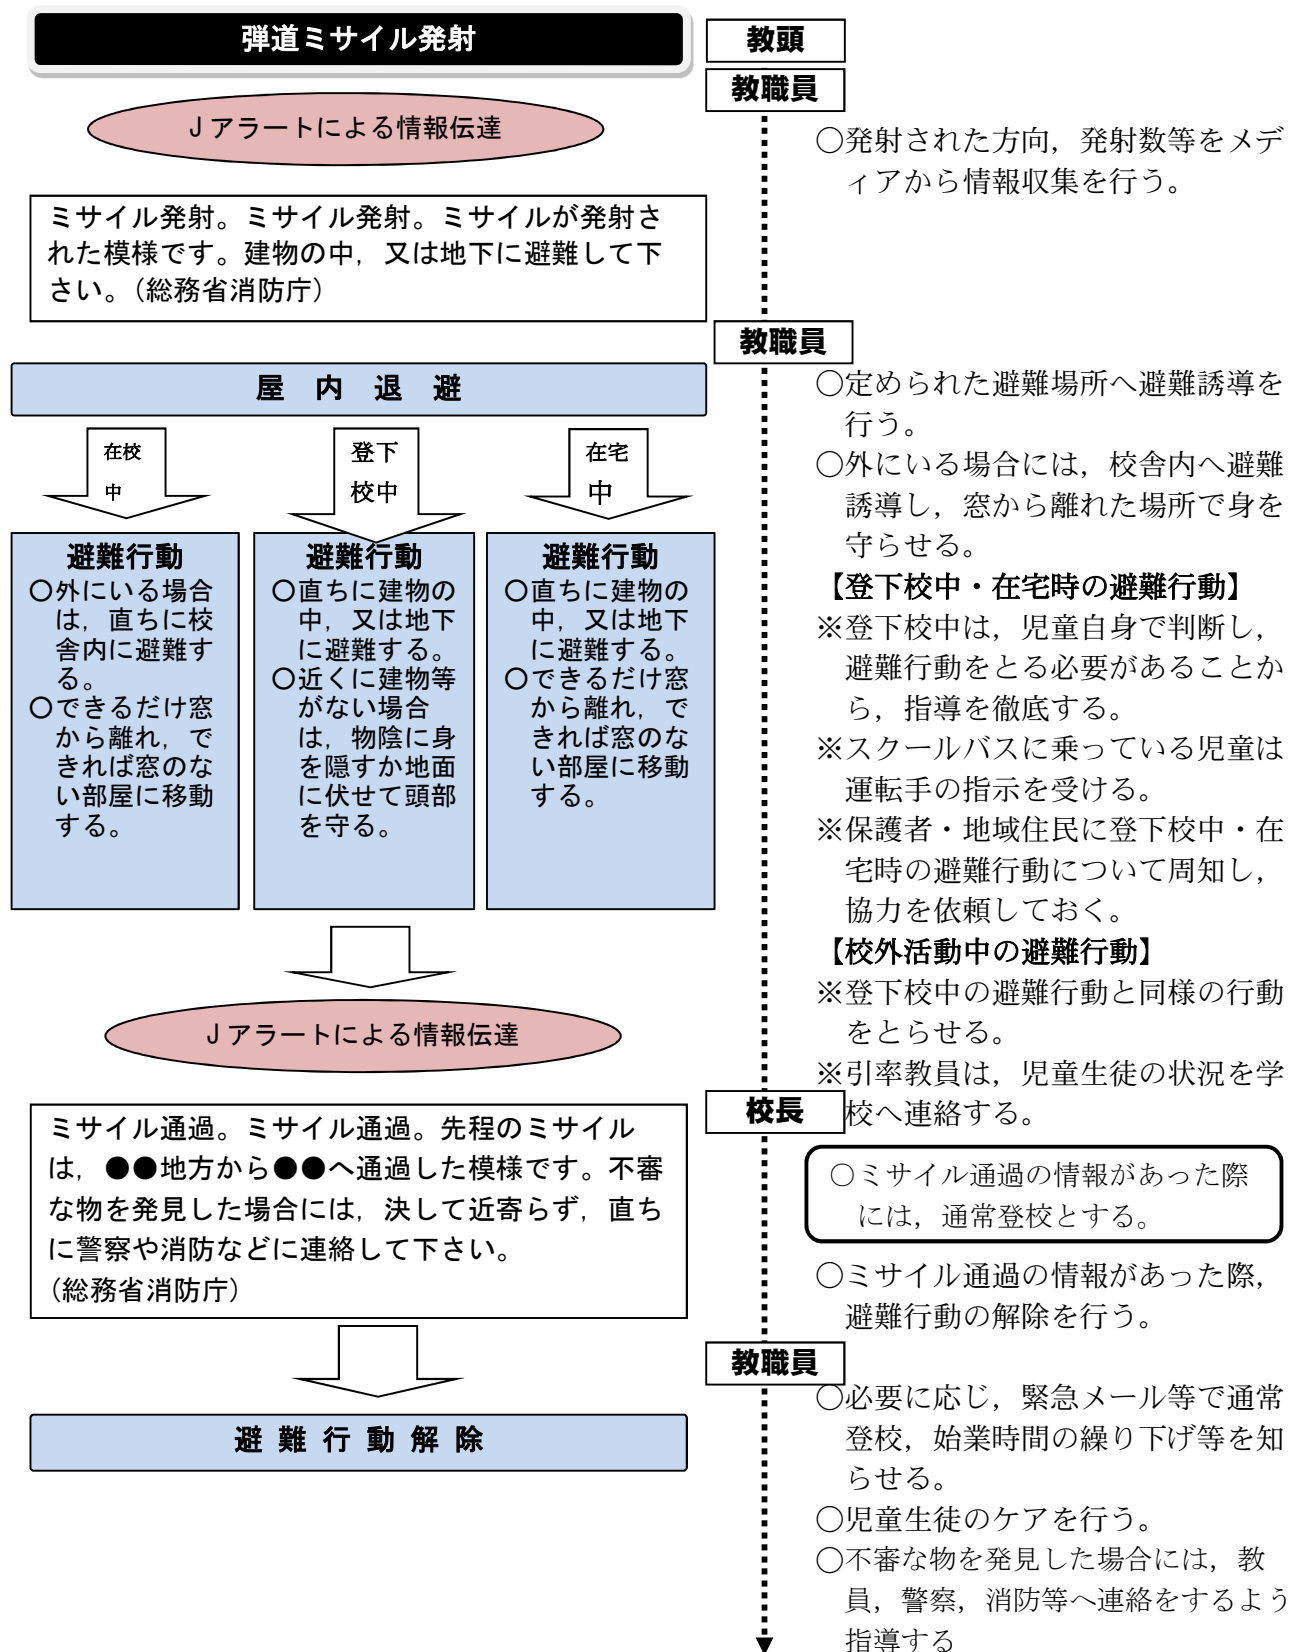 弾道ミサイル発射
Jアラートによる情報伝達
ミサイル発射。ミサイル発射。ミサイルが発射さ
れた模様です。建物の中，又は地下に避難して下
さい。（総務省消防庁）
屋　内　退　避
在校
中
登下
校中
在宅
中
避難行動
○外にいる場合
は，直ちに校
舎内に避難す
る。
○できるだけ窓
から離れ，で
きれば窓のな
い部屋に移動
する。
避難行動
○直ちに建物の
中，又は地下
に避難する。
○近くに建物等
がない場合
は，物陰に身
を隠すか地面
に伏せて頭部
を守る。
避難行動
○直ちに建物の
中，又は地下
に避難する。
○できるだけ窓
から離れ，で
きれば窓のな
い部屋に移動
する。
Jアラートによる情報伝達
ミサイル通過。ミサイル通過。先程のミサイル
は，●●地方から●●へ通過した模様です。不審
な物を発見した場合には，決して近寄らず，直ち
に警察や消防などに連絡して下さい。
（総務省消防庁）
避 難 行 動 解 除
教頭
教職員
○発射された方向，発射数等をメデ
ィアから情報収集を行う。
教職員
○定められた避難場所へ避難誘導を
行う。
○外にいる場合には，校舎内へ避難
誘導し，窓から離れた場所で身を
守らせる。
【登下校中・在宅時の避難行動】
※登下校中は，児童自身で判断し，
避難行動をとる必要があることか
ら，指導を徹底する。
※スクールバスに乗っている児童は
運転手の指示を受ける。
※保護者・地域住民に登下校中・在
宅時の避難行動について周知し，
協力を依頼しておく。
【校外活動中の避難行動】
※登下校中の避難行動と同様の行動
をとらせる。
※引率教員は，児童生徒の状況を学
校へ連絡する。
校長
○ミサイル通過の情報があった際
には，通常登校とする。
○ミサイル通過の情報があった際，
避難行動の解除を行う。
教職員
○必要に応じ，緊急メール等で通常
登校，始業時間の繰り下げ等を知
らせる。
○児童生徒のケアを行う。
○不審な物を発見した場合には，教
員，警察，消防等へ連絡をするよう
指導する